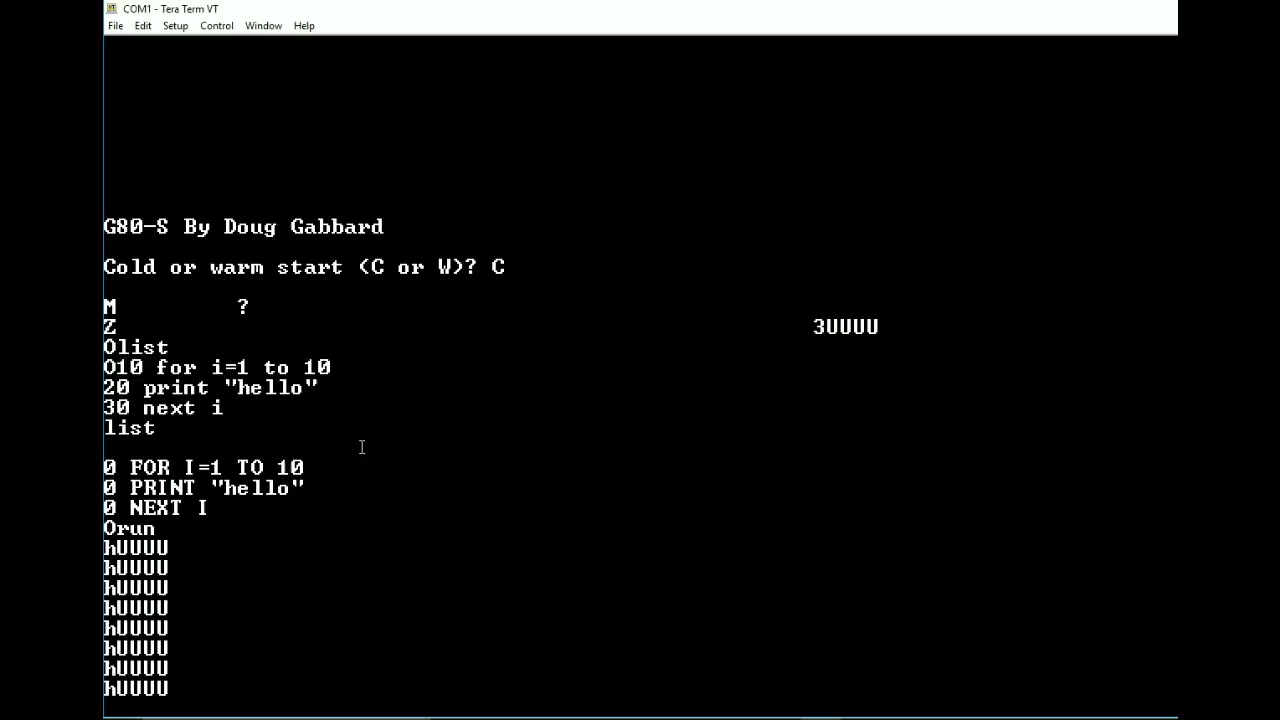 COM1 - Tera Term VT
File Edit Setup Control Window Help
G80-S By Doug Gabbard
Cold or warm start (C or W)? C
M ?
Z 3UUUU
Olist
O10 for i=1 to 10
20 print "hello"
30 next i
list
0 FOR I=1 TO 10
0 PRINT "hello"
0 NEXT I
Orun
hUUUU
hUUUU
hUUUU
hUUUU
hUUUU
hUUUU
hUUUU
hUUUU